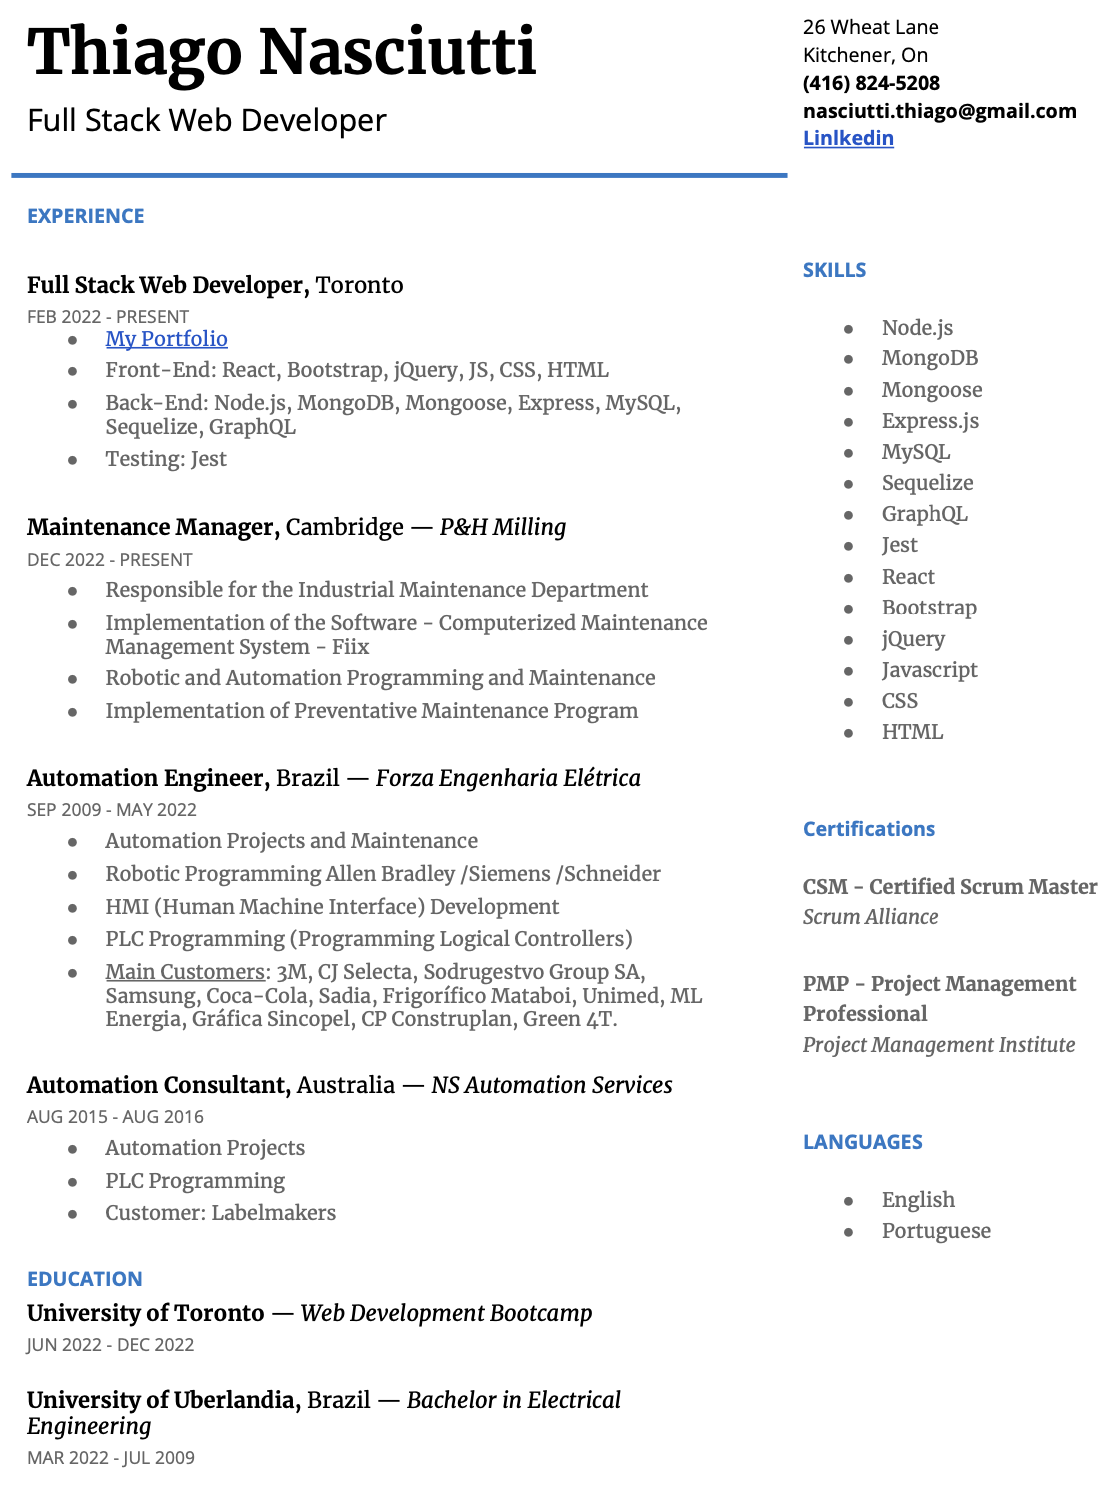 Thiago Nasciutti
Full Stack Web Developer
26 Wheat Lane
Kitchener, On
(416) 824-5208
nasciutti.thiago@gmail.com
Linlkedin
EXPERIENCE
Full Stack Web Developer, Toronto
FEB 2022 - PRESENT
● My Portfolio
● Front-End: React, Bootstrap, jQuery, JS, CSS, HTML
● Back-End: Node.js, MongoDB, Mongoose, Express, MySQL,
Sequelize, GraphQL
● Testing: Jest
Maintenance Manager, Cambridge — P&H Milling
DEC 2022 - PRESENT
● Responsible for the Industrial Maintenance Department
● Implementation of the Software - Computerized Maintenance
Management System - Fiix
● Robotic and Automation Programming and Maintenance
● Implementation of Preventative Maintenance Program
Automation Engineer, Brazil — Forza Engenharia Elétrica
SEP 2009 - MAY 2022
● Automation Projects and Maintenance
● Robotic Programming Allen Bradley /Siemens /Schneider
● HMI (Human Machine Interface) Development
● PLC Programming (Programming Logical Controllers)
● Main Customers: 3M, CJ Selecta, Sodrugestvo Group SA,
Samsung, Coca-Cola, Sadia, Frigorífico Mataboi, Unimed, ML
Energia, Gráfica Sincopel, CP Construplan, Green 4T.
Automation Consultant, Australia — NS Automation Services
AUG 2015 - AUG 2016
● Automation Projects
● PLC Programming
● Customer: Labelmakers
EDUCATION
University of Toronto — Web Development Bootcamp
JUN 2022 - DEC 2022
University of Uberlandia, Brazil — Bachelor in Electrical
Engineering
MAR 2022 - JUL 2009
SKILLS
● Node.js
● MongoDB
● Mongoose
● Express.js
● MySQL
● Sequelize
● GraphQL
● Jest
● React
● Bootstrap
● jQuery
● Javascript
● CSS
● HTML
Certifications
CSM - Certified Scrum Master
Scrum Alliance
PMP - Project Management
Professional
Project Management Institute
LANGUAGES
● English
● Portuguese